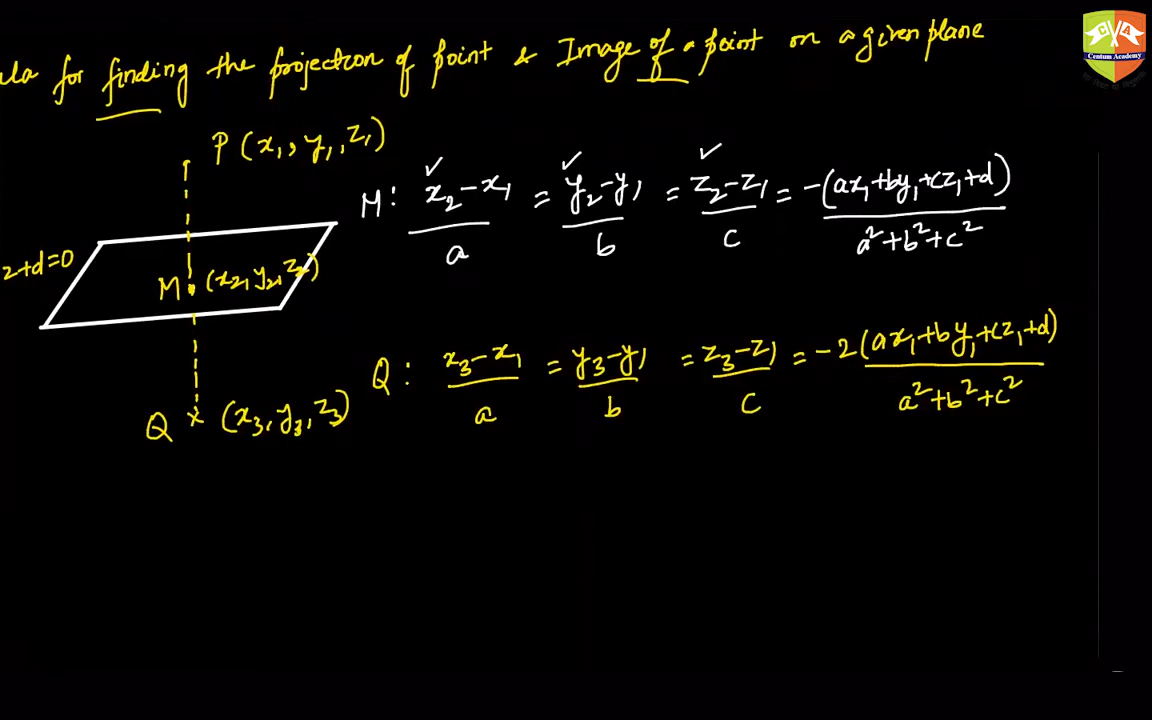 ula for finding the projection of point & Image of a point on a given plane
P (x₁, y₁, z₁)
M: x₂-x₁/a = y₂-y₁/b = z₂-z₁/c = -(ax₁+by₁+cz₁+d)/a²+b²+c²
z+d=0
M (x₂, y₂, z₂)
Q: x₃-x₁/a = y₃-y₁/b = z₃-z₁/c = -2(ax₁+by₁+cz₁+d)/a²+b²+c²
Q (x₃, y₃, z₃)
Centum Academy